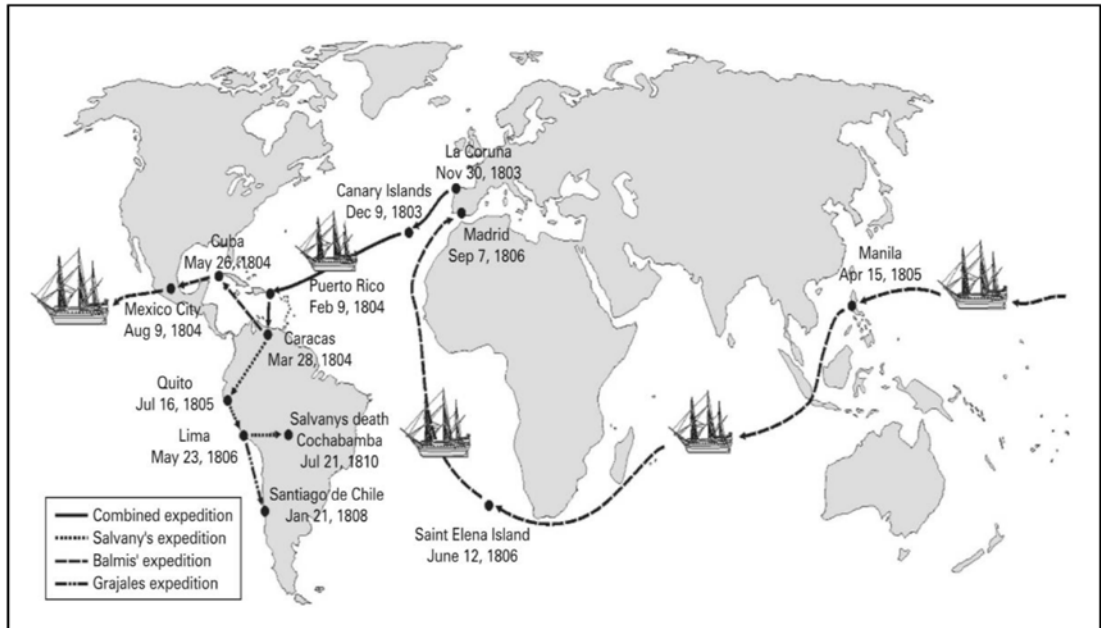 La Coruña
Nov 30, 1803
Canary Islands
Dec 9, 1803
Madrid
Sep 7, 1806
Manila
Apr 15, 1805
Cuba
May 26, 1804
Puerto Rico
Feb 9, 1804
Mexico City
Aug 9, 1804
Caracas
Mar 28, 1804
Quito
Jul 16, 1805
Salvanys death
Cochabamba
Jul 21, 1810
Lima
May 23, 1806
Santiago de Chile
Jan 21, 1808
Saint Elena Island
June 12, 1806
Combined expedition
Salvany's expedition
Balmis' expedition
Grajales expedition